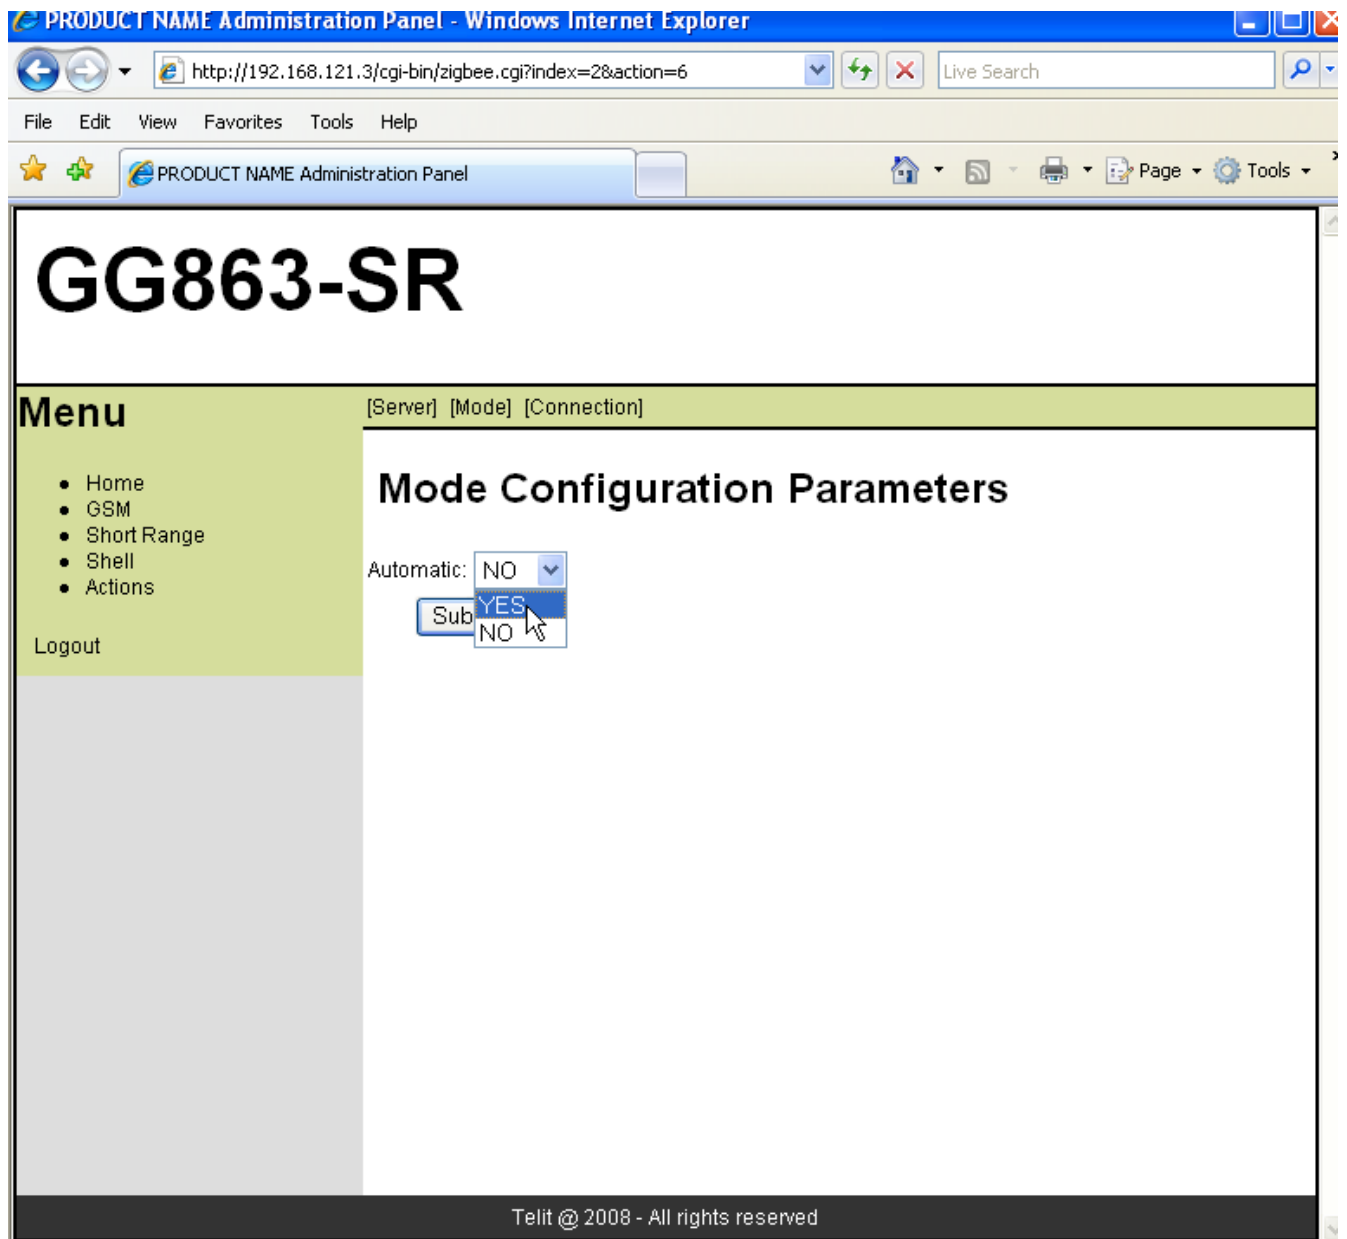 PRODUCT NAME Administration Panel - Windows Internet Explorer
http://192.168.121.3/cgi-bin/zigbee.cgi?index=2&action=6
Live Search
File Edit View Favorites Tools Help
PRODUCT NAME Administration Panel
Page Tools
GG863-SR
Menu
[Server] [Mode] [Connection]
Home
GSM
Short Range
Shell
Actions
Logout
Mode Configuration Parameters
Automatic: NO
YES
Sub
NO
Telit @ 2008 - All rights reserved